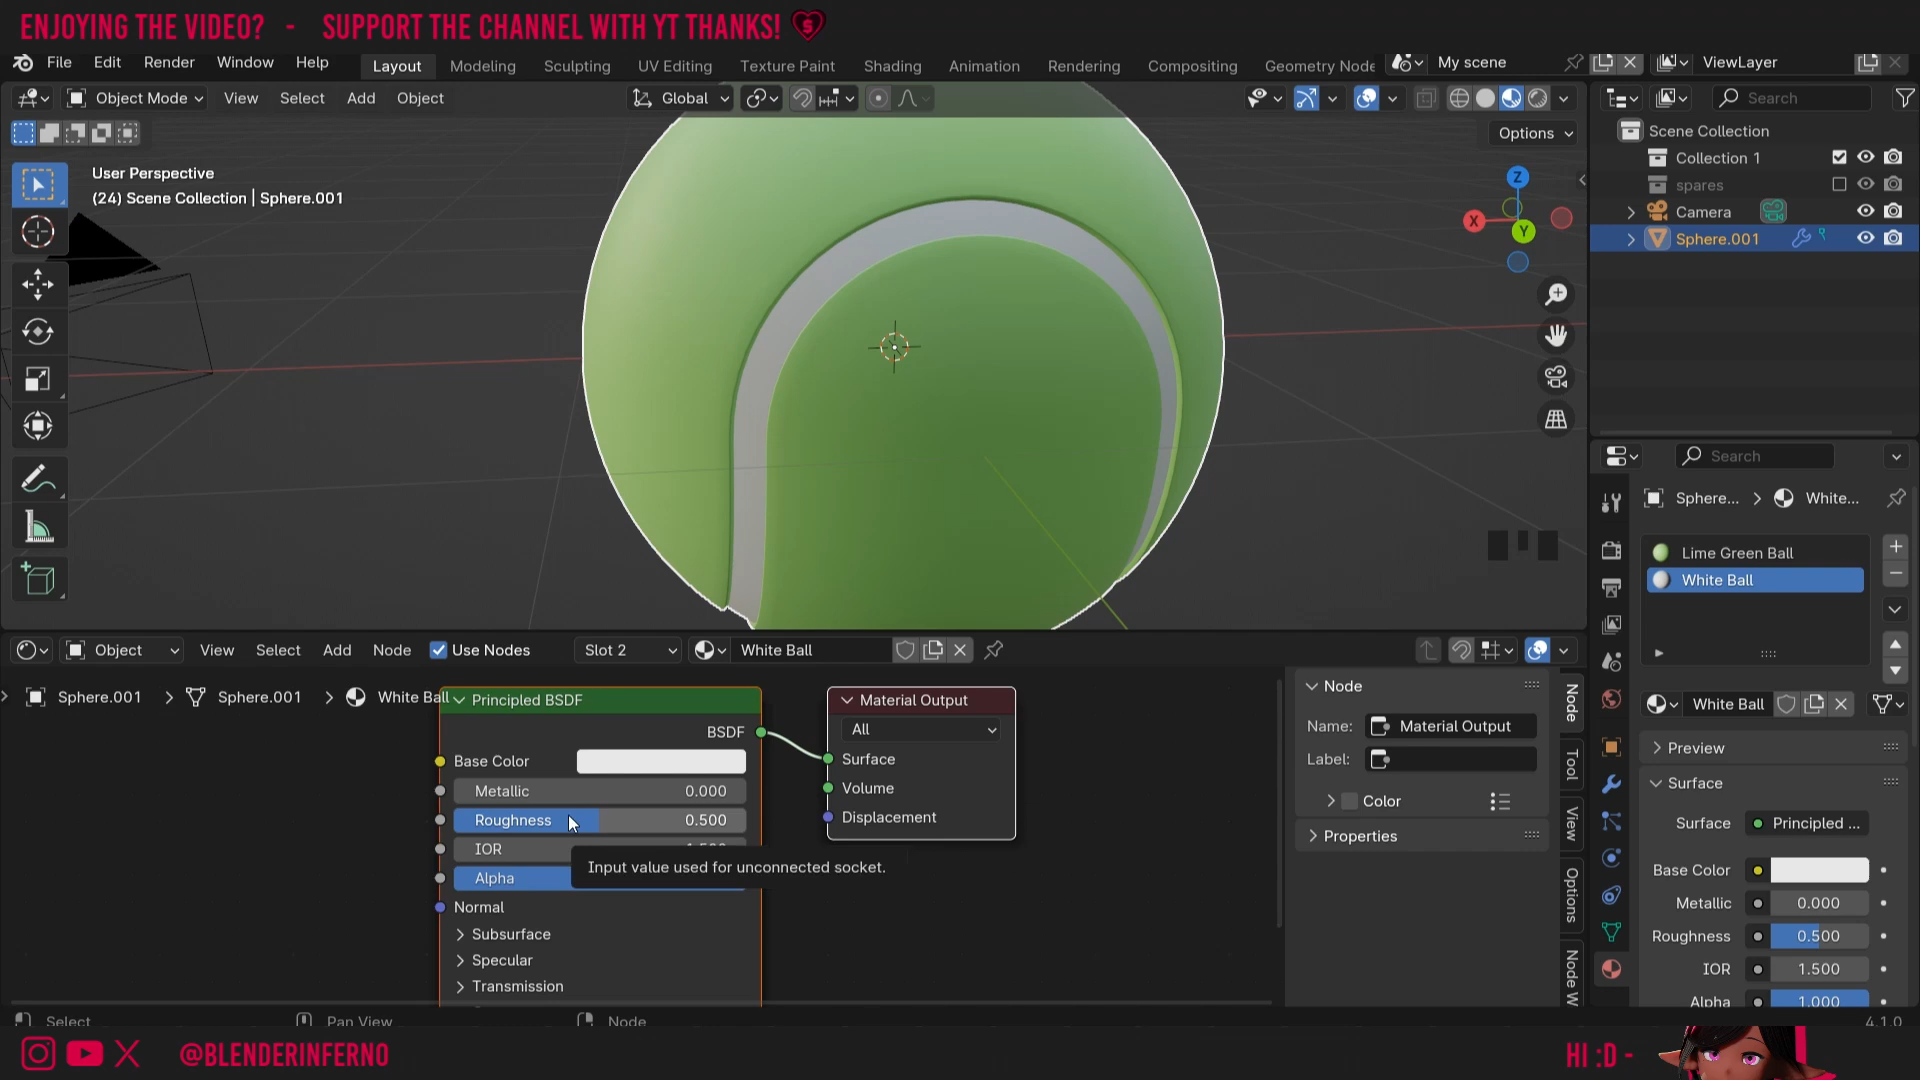 ENJOYING THE VIDEO? - SUPPORT THE CHANNEL WITH YT THANKS!
File Edit Render Window Help Layout Modeling Sculpting UV Editing Texture Paint Shading Animation Rendering Compositing Geometry Node My scene ViewLayer
Object Mode View Select Add Object Global Search
Options
User Perspective
(24) Scene Collection | Sphere.001
Z
X
Y
Scene Collection
Collection 1
spares
Camera
Sphere.001
Search
Sphere... > White...
Lime Green Ball
White Ball
White Ball
Preview
Surface
Surface Principled ...
Base Color
Metallic 0.000
Roughness 0.500
IOR 1.500
Alpha 1.000
Object View Select Add Node Use Nodes Slot 2 White Ball
Sphere.001 > Sphere.001 > White Ball
Principled BSDF
BSDF
Base Color
Metallic 0.000
Roughness 0.500
IOR
Alpha
Input value used for unconnected socket.
Normal
Subsurface
Specular
Transmission
Material Output
All
Surface
Volume
Displacement
Node
Name: Material Output
Label:
Color
Properties
Node
Tool
View
Options
Node W
Select Pan View Node 4.1.0
@BLENDERINFERNO
HI :D -